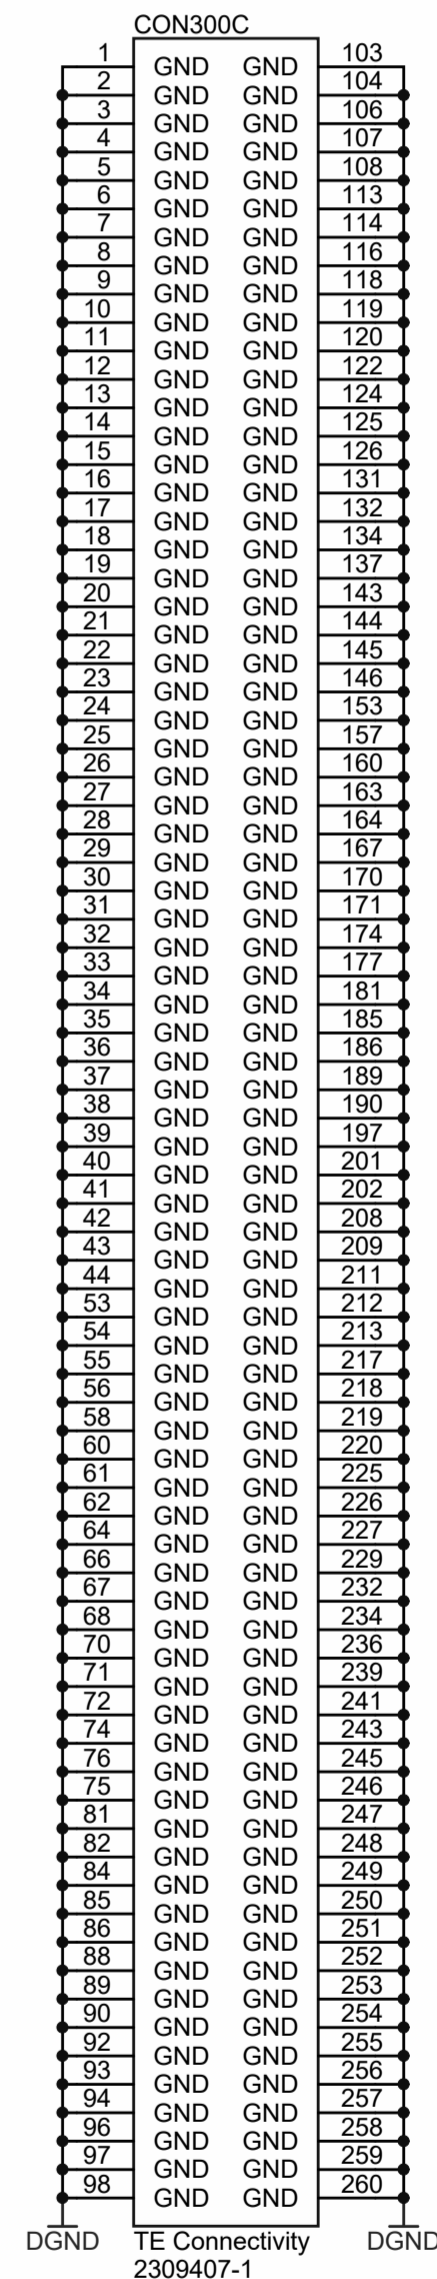 CON300C
1 GND GND 103
2 GND GND 104
3 GND GND 106
4 GND GND 107
5 GND GND 108
6 GND GND 113
7 GND GND 114
8 GND GND 116
9 GND GND 118
10 GND GND 119
11 GND GND 120
12 GND GND 122
13 GND GND 124
14 GND GND 125
15 GND GND 126
16 GND GND 131
17 GND GND 132
18 GND GND 134
19 GND GND 137
20 GND GND 143
21 GND GND 144
22 GND GND 145
23 GND GND 146
24 GND GND 153
25 GND GND 157
26 GND GND 160
27 GND GND 163
28 GND GND 164
29 GND GND 167
30 GND GND 170
31 GND GND 171
32 GND GND 174
33 GND GND 177
34 GND GND 181
35 GND GND 185
36 GND GND 186
37 GND GND 189
38 GND GND 190
39 GND GND 197
40 GND GND 201
41 GND GND 202
42 GND GND 208
43 GND GND 209
44 GND GND 211
53 GND GND 212
54 GND GND 213
55 GND GND 217
56 GND GND 218
58 GND GND 219
60 GND GND 220
61 GND GND 225
62 GND GND 226
64 GND GND 227
66 GND GND 229
67 GND GND 232
68 GND GND 234
70 GND GND 236
71 GND GND 239
72 GND GND 241
74 GND GND 243
76 GND GND 245
75 GND GND 246
81 GND GND 247
82 GND GND 248
84 GND GND 249
85 GND GND 250
86 GND GND 251
88 GND GND 252
89 GND GND 253
90 GND GND 254
92 GND GND 255
93 GND GND 256
94 GND GND 257
96 GND GND 258
97 GND GND 259
98 GND GND 260
DGND TE Connectivity DGND
2309407-1